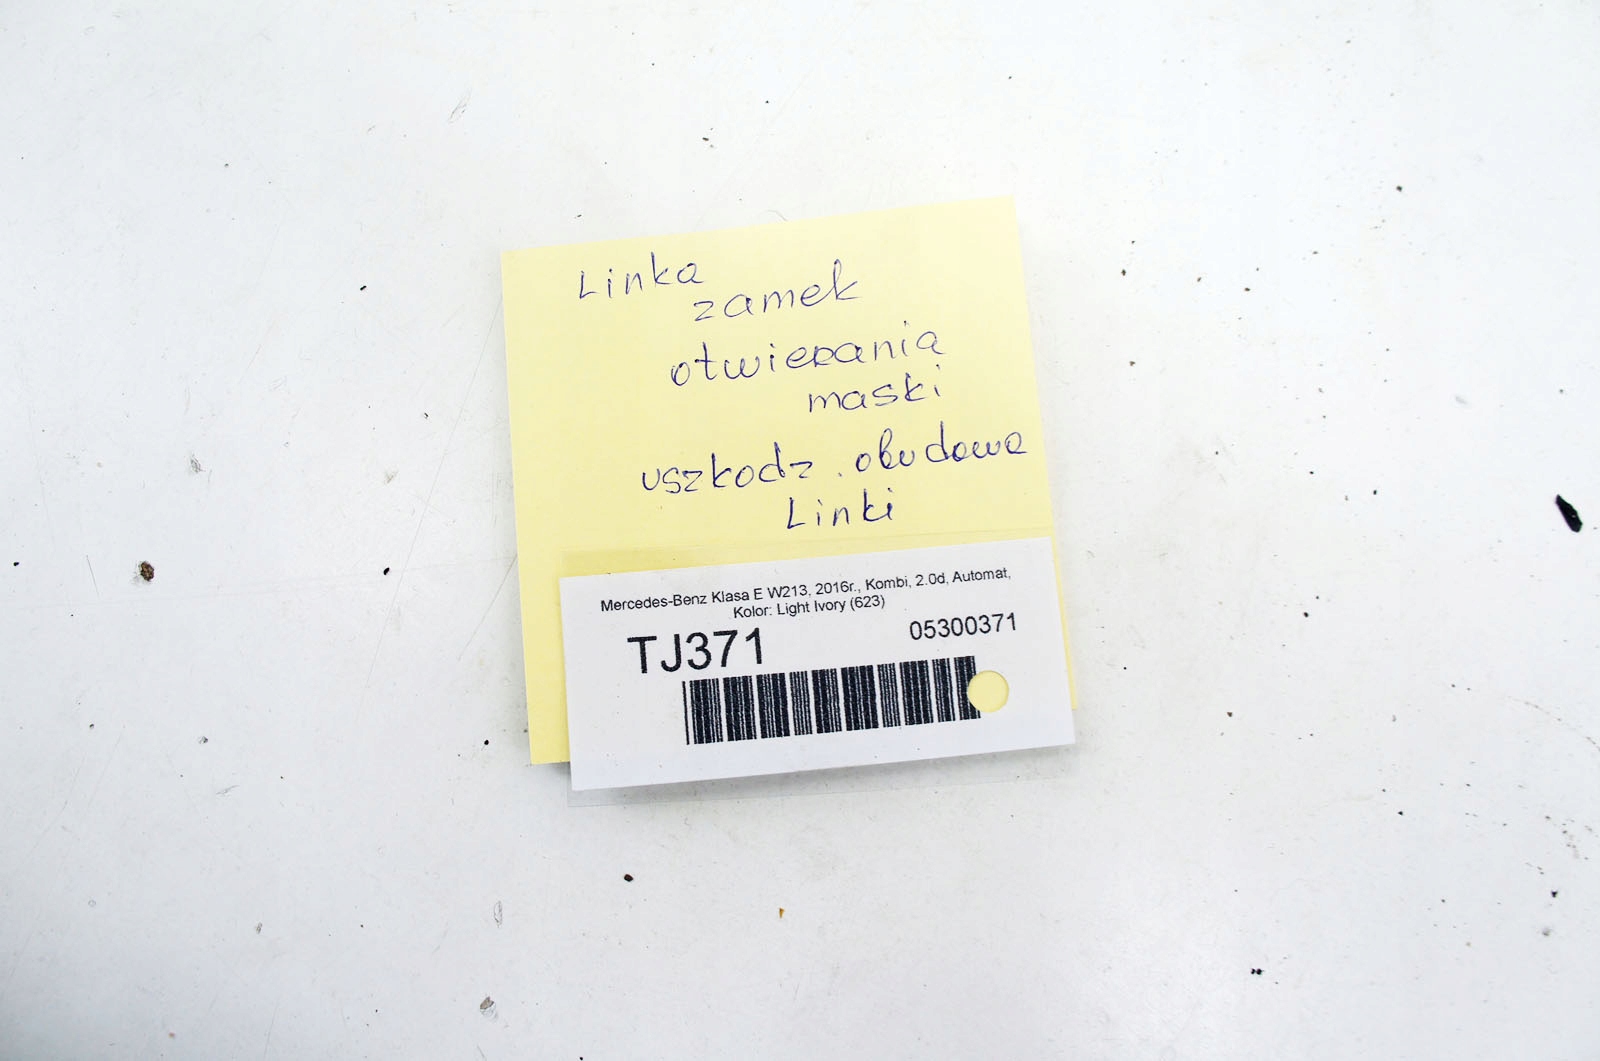 Linka
zamek
otwierania
maski
uszkodz. obudowa
Linki
Mercedes-Benz Klasa E W213, 2016r., Kombi, 2.0d, Automat,
Kolor: Light Ivory (623)
TJ371
05300371